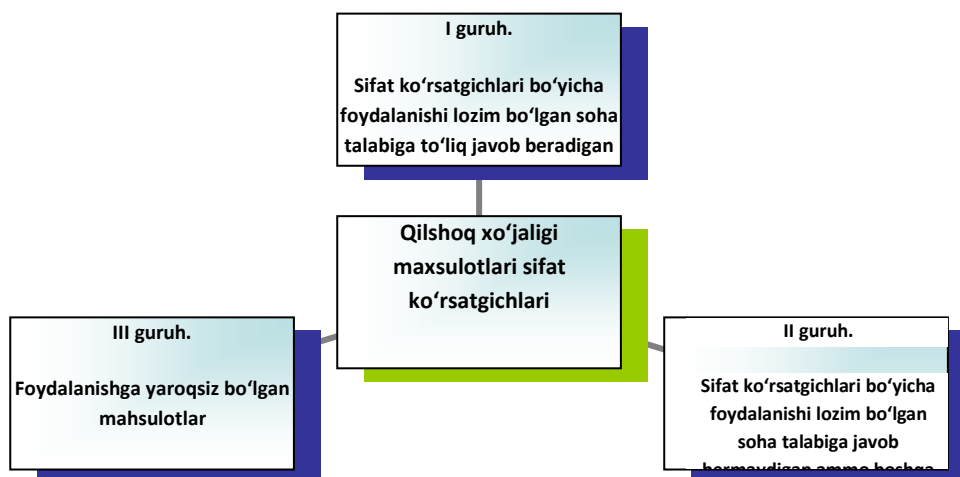 I guruh.
Sifat ko‘rsatgichlari bo‘yicha
foydalanishi lozim bo‘lgan soha
talabiga to‘liq javob beradigan
Qilshoq xo‘jaligi
maxsulotlari sifat
ko‘rsatgichlari
III guruh.
Foydalanishga yaroqsiz bo‘lgan
mahsulotlar
II guruh.
Sifat ko‘rsatgichlari bo‘yicha
foydalanishi lozim bo‘lgan
soha talabiga javob